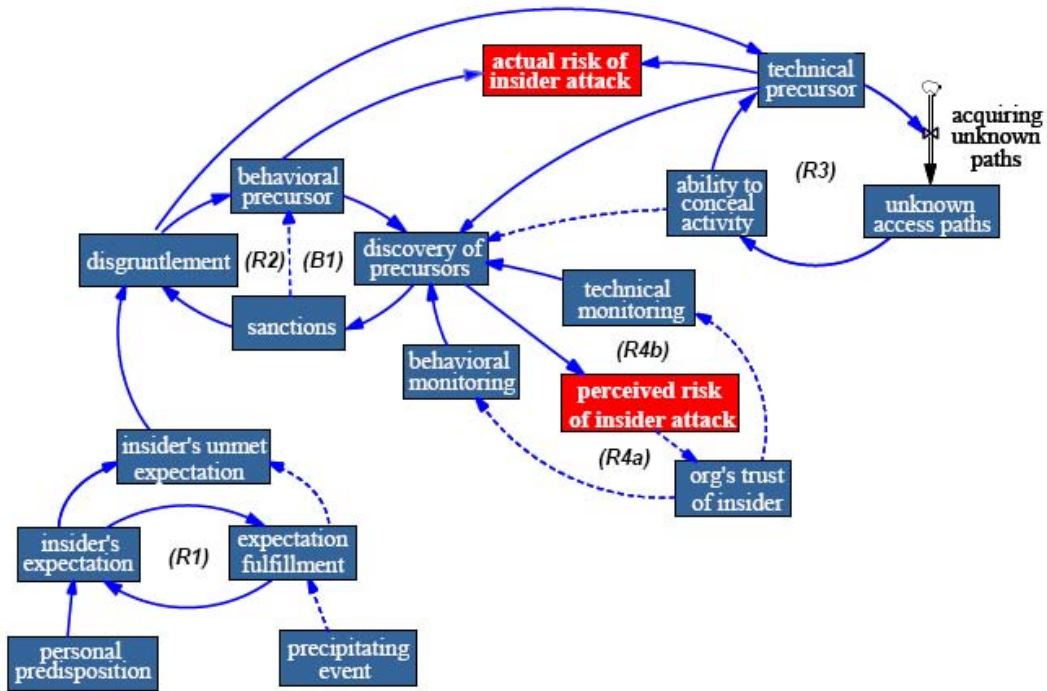 actual risk of
insider attack
technical
precursor
acquiring
unknown
paths
behavioral
precursor
ability to
conceal
activity
(R3)
unknown
access paths
disgruntlement
(R2)
(B1)
discovery of
precursors
sanctions
technical
monitoring
behavioral
monitoring
(R4b)
perceived risk
of insider attack
(R4a)
insider's unmet
expectation
org's trust
of insider
insider's
expectation
(R1)
expectation
fulfillment
personal
predisposition
precipitating
event